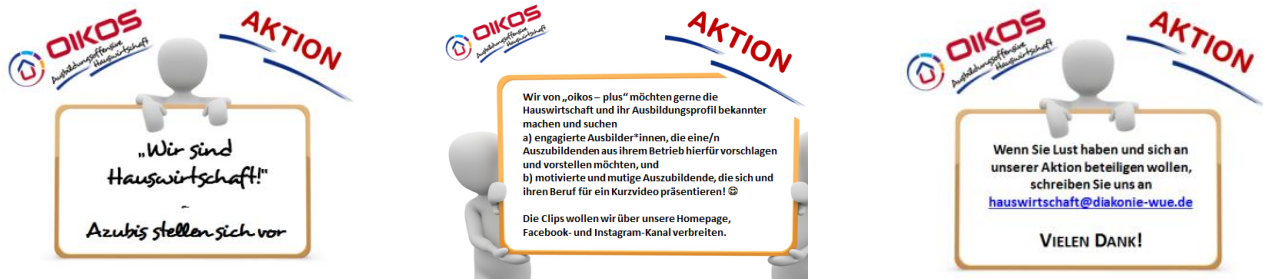 OIKOS
Ausbildungsoffensive
Hauswirtschaft
AKTION
„Wir sind
Hauswirtschaft!"
-
Azubis stellen sich vor
OIKOS
Ausbildungsoffensive
Hauswirtschaft
AKTION
Wir von „oikos – plus“ möchten gerne die
Hauswirtschaft und ihr Ausbildungsprofil bekannter
machen und suchen
a) engagierte Ausbilder*innen, die eine/n
Auszubildenden aus ihrem Betrieb hierfür vorschlagen
und vorstellen möchten, und
b) motivierte und mutige Auszubildende, die sich und
ihren Beruf für ein Kurzvideo präsentieren! 😃
Die Clips wollen wir über unsere Homepage,
Facebook- und Instagram-Kanal verbreiten.
OIKOS
Ausbildungsoffensive
Hauswirtschaft
AKTION
Wenn Sie Lust haben und sich an
unserer Aktion beteiligen wollen,
schreiben Sie uns an
hauswirtschaft@diakonie-wue.de
VIELEN DANK!